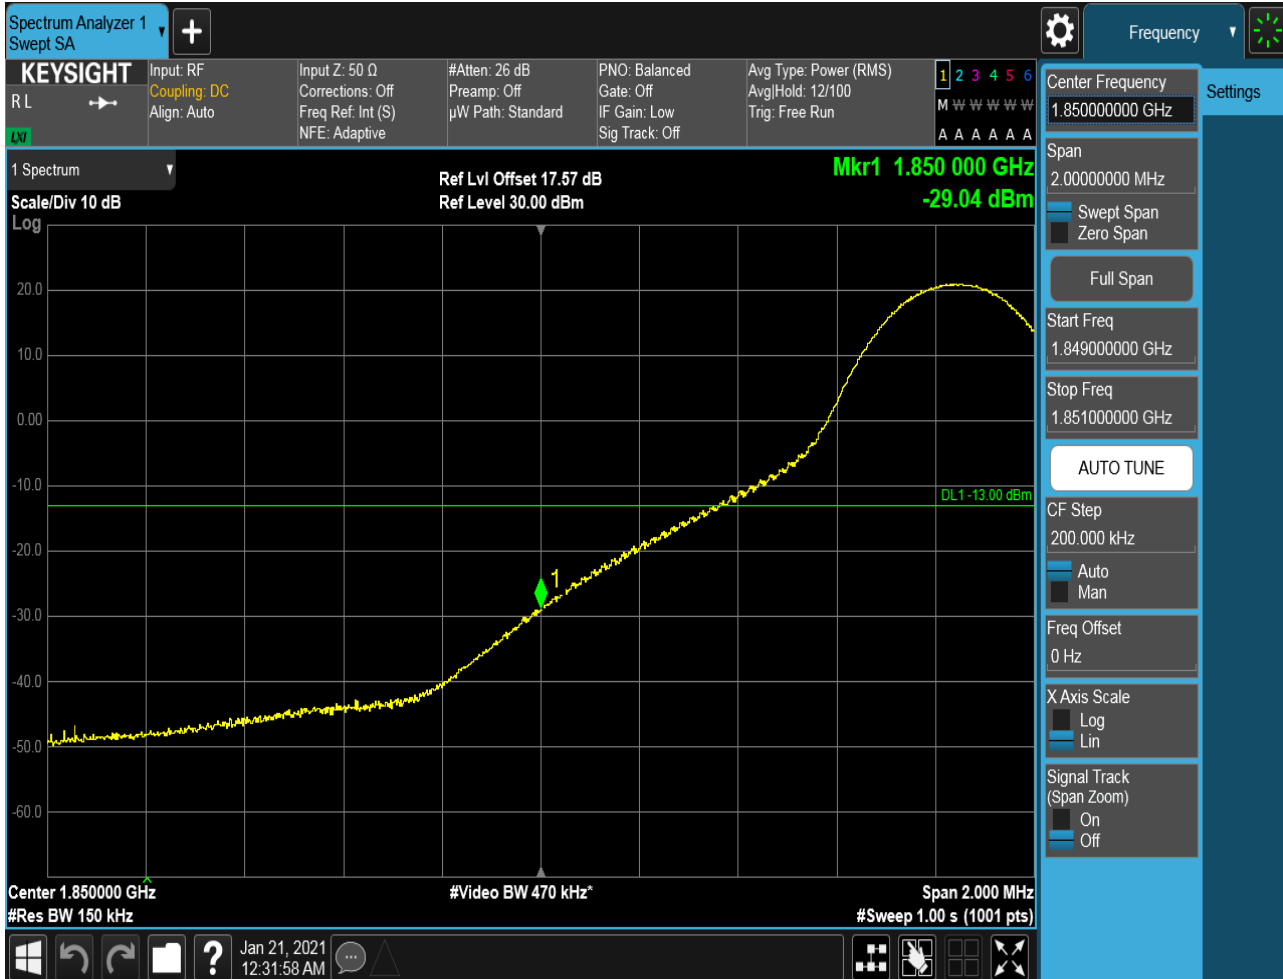 Spectrum Analyzer 1
Swept SA
+
Frequency
KEYSIGHT
R L
LXI
Input: RF
Coupling: DC
Align: Auto
Input Z: 50 Ω
Corrections: Off
Freq Ref: Int (S)
NFE: Adaptive
#Atten: 26 dB
Preamp: Off
µW Path: Standard
PNO: Balanced
Gate: Off
IF Gain: Low
Sig Track: Off
Avg Type: Power (RMS)
Avg|Hold: 12/100
Trig: Free Run
1 2 3 4 5 6
M W W W W W
A A A A A A
1 Spectrum
Scale/Div 10 dB
Log
Ref Lvl Offset 17.57 dB
Ref Level 30.00 dBm
Mkr1 1.850 000 GHz
-29.04 dBm
20.0
10.0
0.00
-10.0
-20.0
-30.0
-40.0
-50.0
-60.0
DL1 -13.00 dBm
1
Center 1.850000 GHz
#Res BW 150 kHz
#Video BW 470 kHz*
Span 2.000 MHz
#Sweep 1.00 s (1001 pts)
Center Frequency
1.850000000 GHz
Span
2.00000000 MHz
Swept Span
Zero Span
Full Span
Start Freq
1.849000000 GHz
Stop Freq
1.851000000 GHz
AUTO TUNE
CF Step
200.000 kHz
Auto
Man
Freq Offset
0 Hz
X Axis Scale
Log
Lin
Signal Track
(Span Zoom)
On
Off
Settings
?
Jan 21, 2021
12:31:58 AM